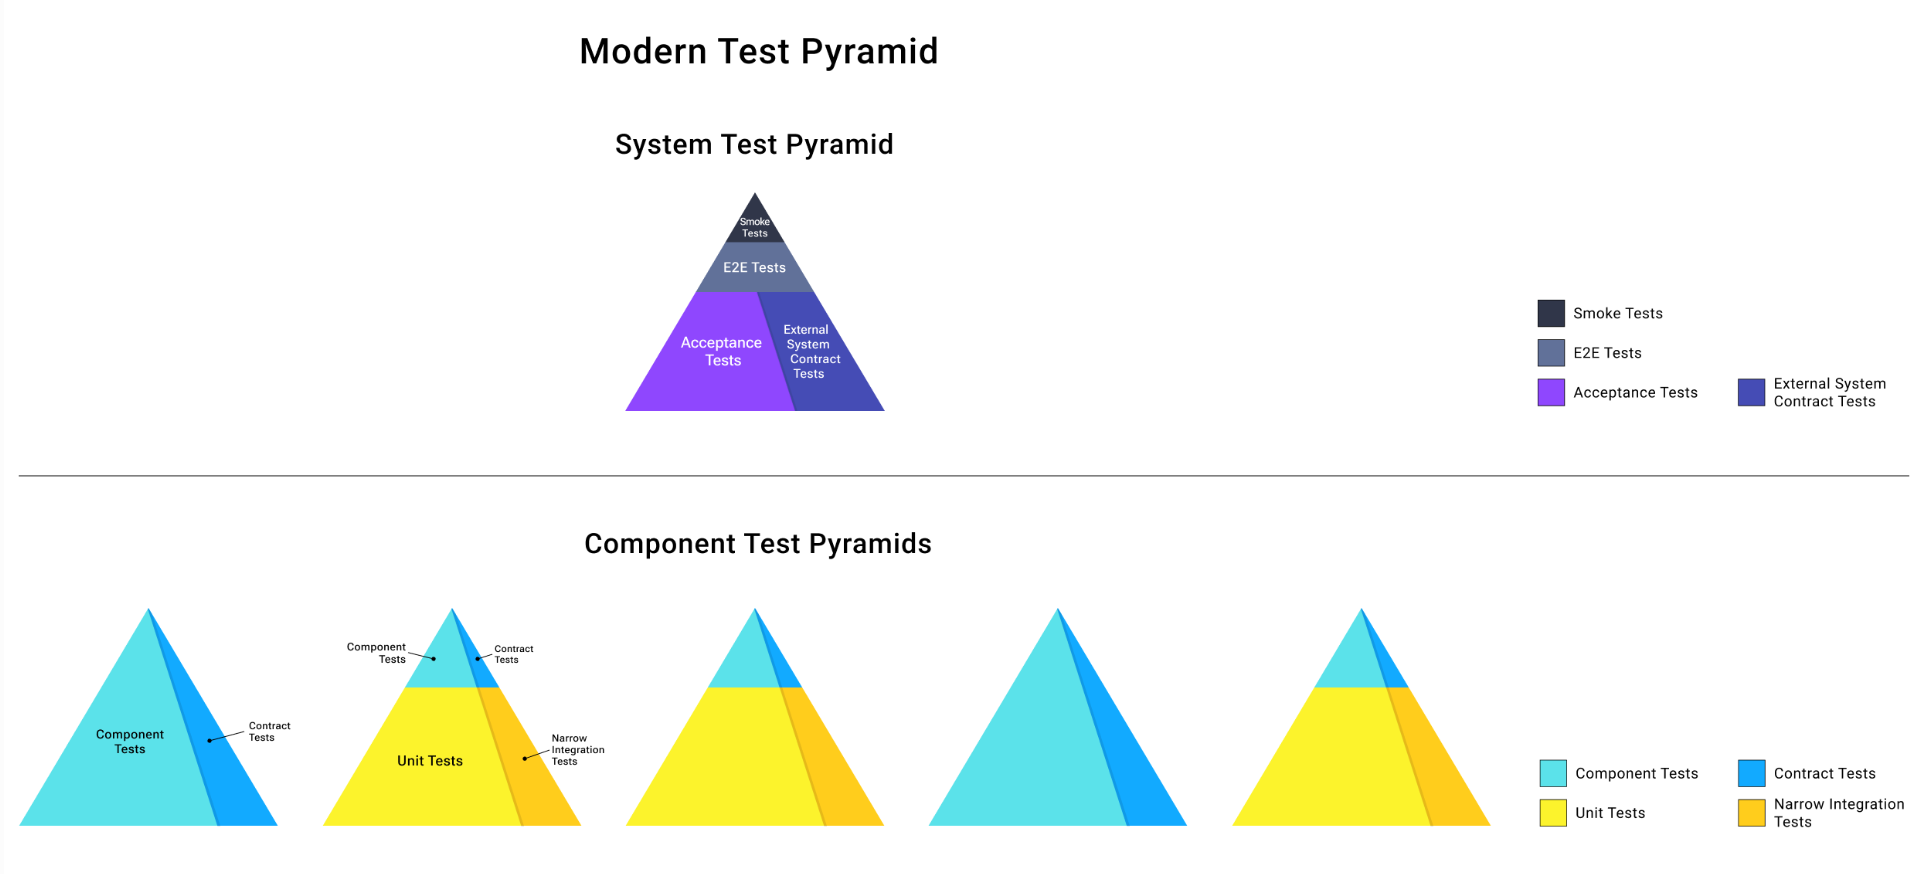 Modern Test Pyramid
System Test Pyramid
Smoke
Tests
E2E Tests
Acceptance
Tests
External
System
Contract
Tests
Smoke Tests
E2E Tests
Acceptance Tests
External System
Contract Tests
Component Test Pyramids
Component
Tests
Contract
Tests
Component
Tests
Contract
Tests
Unit Tests
Narrow
Integration
Tests
Component Tests
Contract Tests
Unit Tests
Narrow Integration
Tests